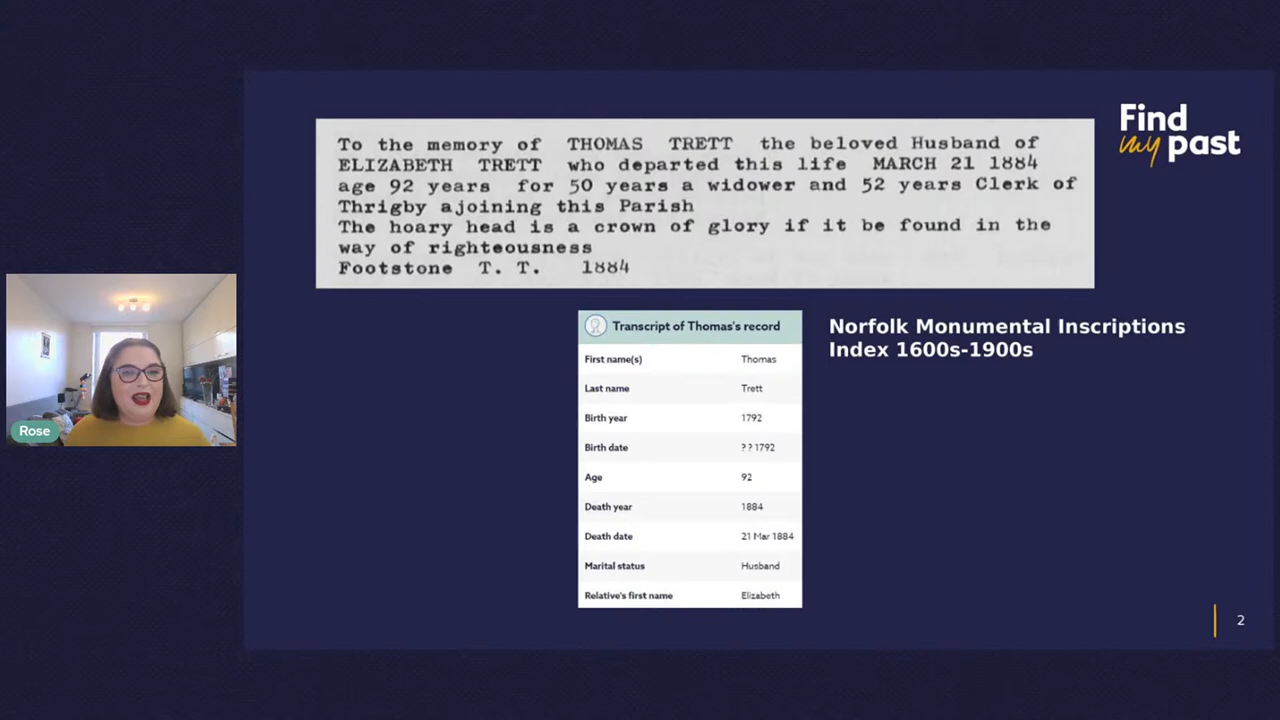 Find
my past
To the memory of THOMAS TRETT the beloved Husband of
ELIZABETH TRETT who departed this life MARCH 21 1884
age 92 years for 50 years a widower and 52 years Clerk of
Thrigby ajoining this Parish
The hoary head is a crown of glory if it be found in the
way of righteousness
Footstone T. T. 1884
Transcript of Thomas's record
First name(s) Thomas
Last name Trett
Birth year 1792
Birth date ? ? 1792
Age 92
Death year 1884
Death date 21 Mar 1884
Marital status Husband
Relative's first name Elizabeth
Norfolk Monumental Inscriptions
Index 1600s-1900s
Rose
2